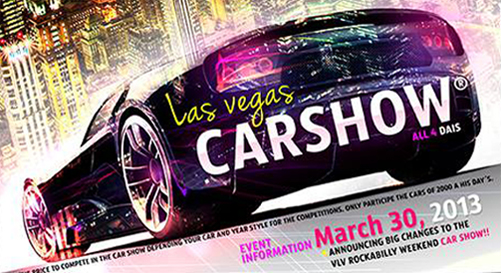 Las vegas
CARSHOW®
ALL 4 DAIS
PRICE TO COMPETE IN THE CAR SHOW DEPENDING YOUR CAR AND YEAR STYLE FOR THE COMPETITIONS. ONLY PARTICIPE THE CARS OF 2000 A HIS DAY'S.
EVENT INFORMATION
March 30, 2013
*ANNOUNCING BIG CHANGES TO THE
VLV ROCKABILLY WEEKEND CAR SHOW!!